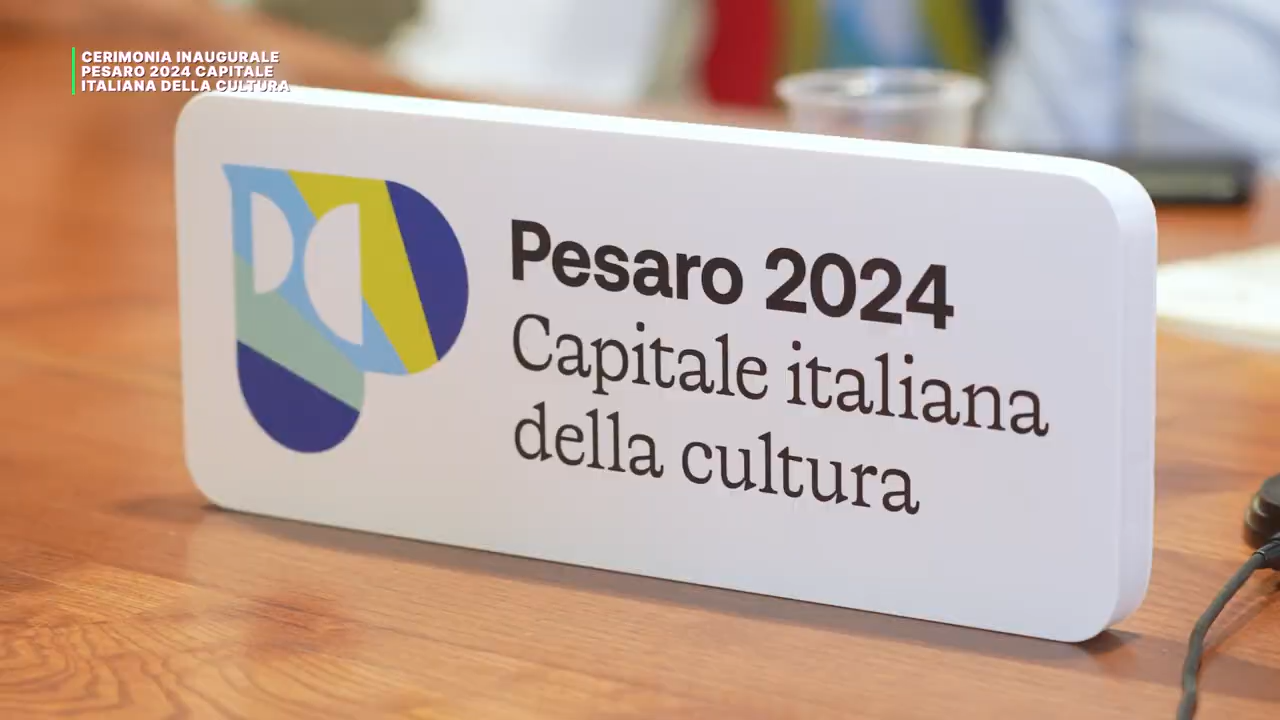 CERIMONIA INAUGURALE
PESARO 2024 CAPITALE
ITALIANA DELLA CULTURA
Pesaro 2024
Capitale italiana
della cultura